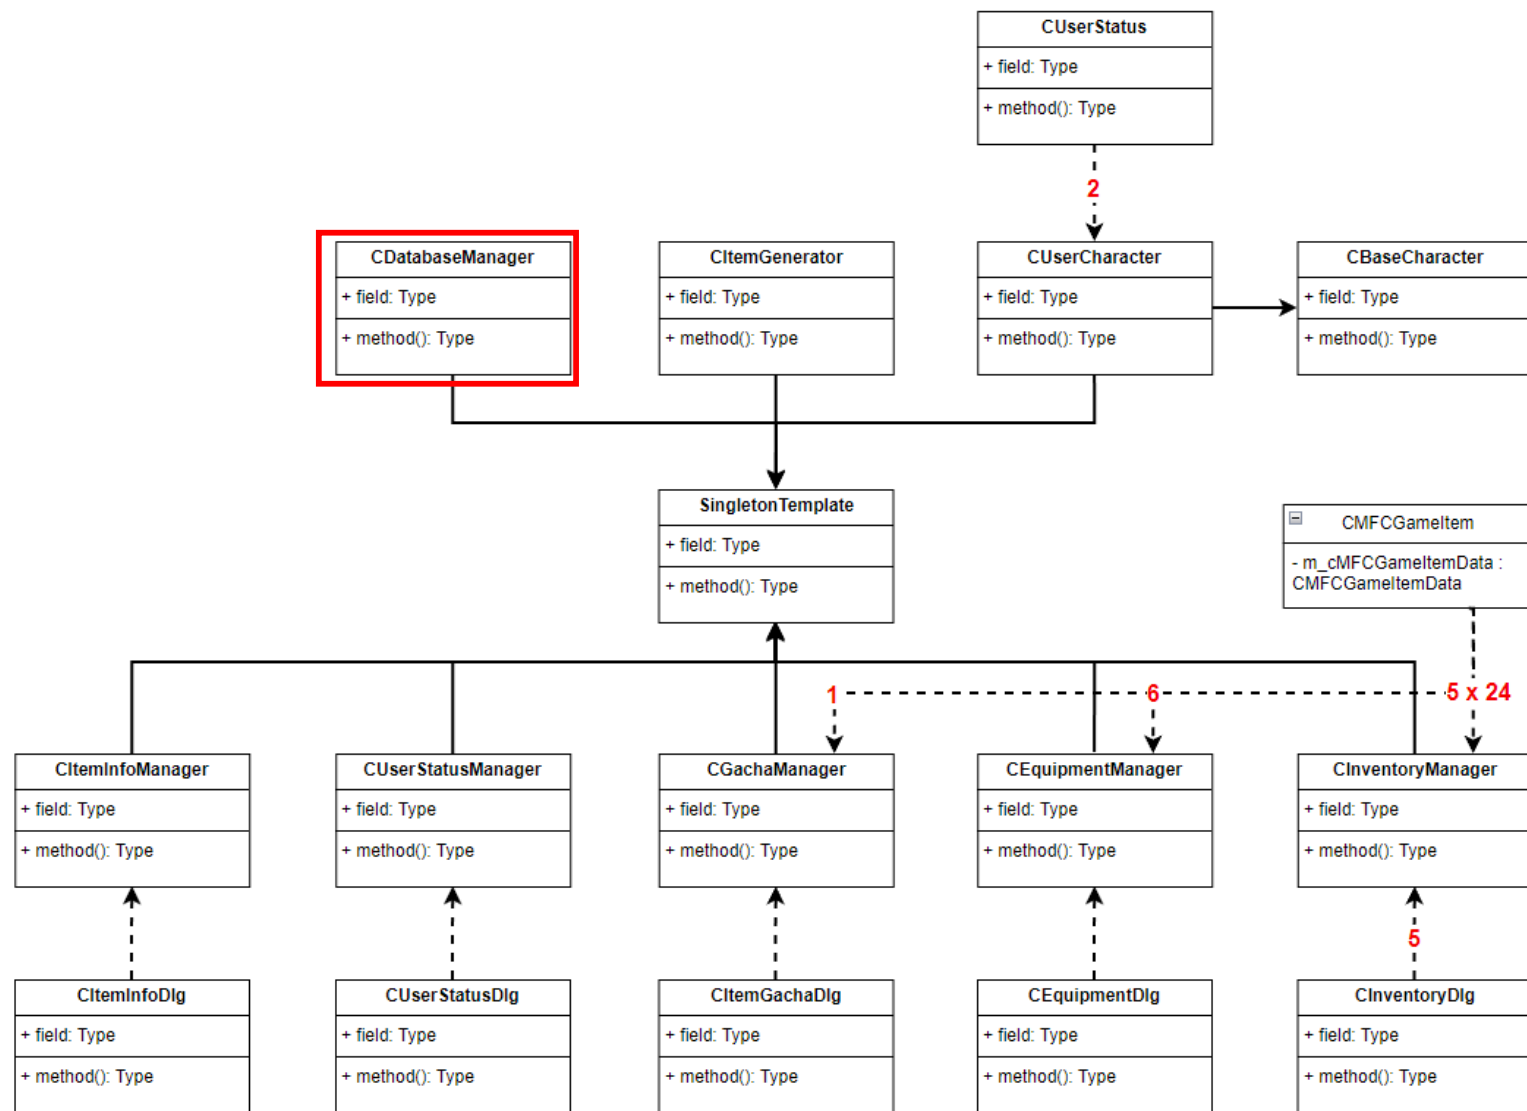 CUserStatus
+ field: Type
+ method(): Type
2
CDatabaseManager
+ field: Type
+ method(): Type
CItemGenerator
+ field: Type
+ method(): Type
CUserCharacter
+ field: Type
+ method(): Type
CBaseCharacter
+ field: Type
+ method(): Type
SingletonTemplate
+ field: Type
+ method(): Type
CMFCGameItem
- m_cMFCGameItemData :
CMFCGameItemData
1
6
5 x 24
CItemInfoManager
+ field: Type
+ method(): Type
CUserStatusManager
+ field: Type
+ method(): Type
CGachaManager
+ field: Type
+ method(): Type
CEquipmentManager
+ field: Type
+ method(): Type
CInventoryManager
+ field: Type
+ method(): Type
5
CItemInfoDlg
+ field: Type
+ method(): Type
CUserStatusDlg
+ field: Type
+ method(): Type
CItemGachaDlg
+ field: Type
+ method(): Type
CEquipmentDlg
+ field: Type
+ method(): Type
CInventoryDlg
+ field: Type
+ method(): Type